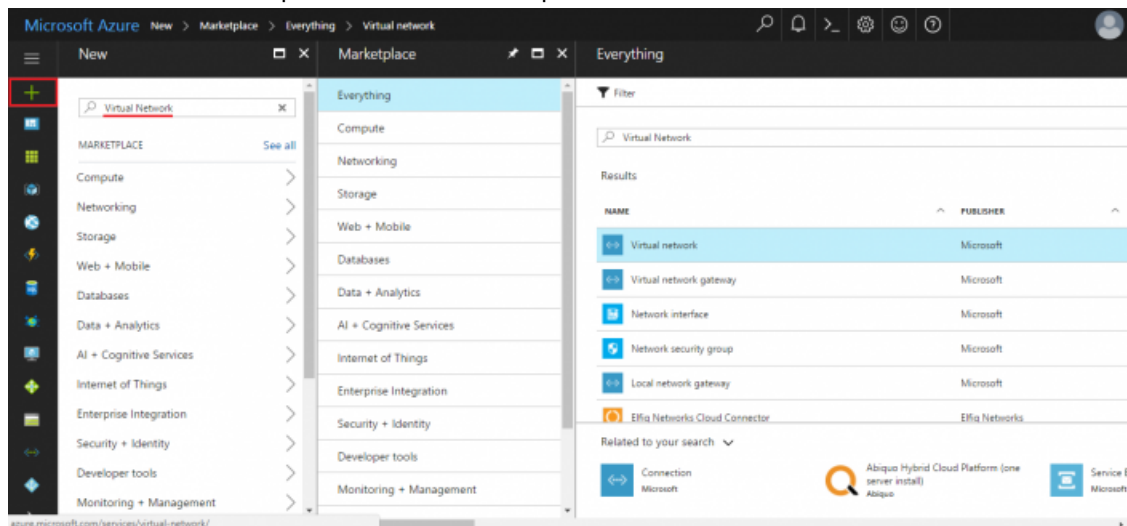 Microsoft Azure New > Marketplace > Everything > Virtual network
New
Virtual Network
MARKETPLACE See all
Compute
Networking
Storage
Web + Mobile
Databases
Data + Analytics
AI + Cognitive Services
Internet of Things
Enterprise Integration
Security + Identity
Developer tools
Monitoring + Management
Marketplace
Everything
Compute
Networking
Storage
Web + Mobile
Databases
Data + Analytics
AI + Cognitive Services
Internet of Things
Enterprise Integration
Security + Identity
Developer tools
Monitoring + Management
Everything
Filter
Virtual Network
Results
NAME PUBLISHER
Virtual network Microsoft
Virtual network gateway Microsoft
Network interface Microsoft
Network security group Microsoft
Local network gateway Microsoft
Elfiq Networks Cloud Connector Elfiq Networks
Related to your search
Connection
Microsoft
Abiquo Hybrid Cloud Platform (one
server install)
Abiquo
Service
Microsoft
azure.microsoft.com/services/virtual-network/